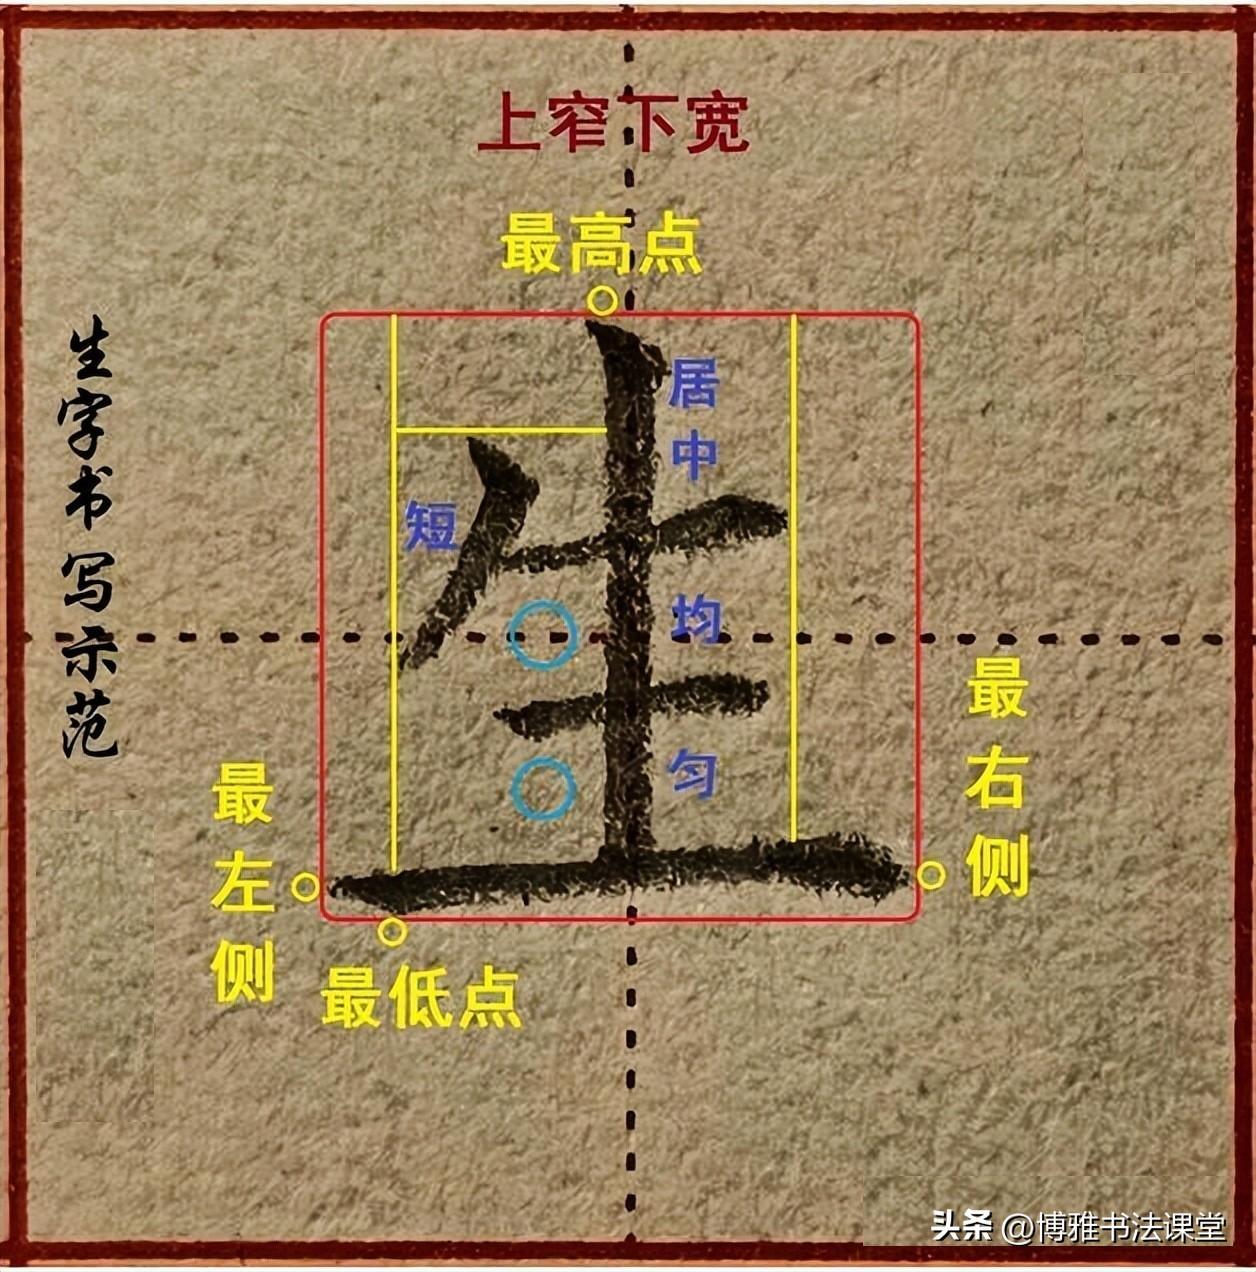 上窄下宽
最高点
生字书写示范
居中
短
生
均匀
最左侧
最右侧
最低点
头条 @博雅书法课堂